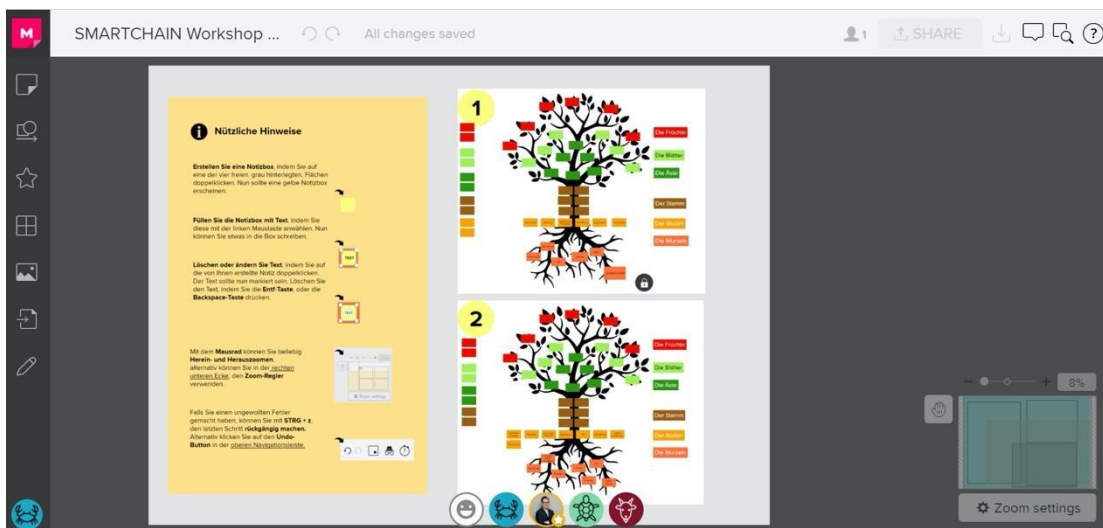 M
SMARTCHAIN Workshop ...
All changes saved
1
SHARE
?
i
Nützliche Hinweise
Erstellen Sie eine Notizbox, indem Sie auf
eine der vier freien, grau hinterlegten, Flächen
doppelklicken. Nun sollte eine gelbe Notizbox
erscheinen.
Füllen Sie die Notizbox mit Text, indem Sie
diese mit der linken Maustaste anwählen. Nun
können Sie etwas in die Box schreiben.
TEXT
Löschen oder ändern Sie Text, indem Sie auf
die von Ihnen erstellte Notiz doppelklicken.
Der Text sollte nun markiert sein. Löschen Sie
den Text, indem Sie die Entf-Taste, oder die
Backspace-Taste drücken.
TEXT
Mit dem Mausrad können Sie beliebig
Herein- und Herauszoomen,
alternativ können Sie in der rechten
unteren Ecke, den Zoom-Regler
verwenden.
Zoom settings
Falls Sie einen ungewollten Fehler
gemacht haben, können Sie mit STRG + z
den letzten Schritt rückgängig machen.
Alternativ klicken Sie auf den Undo-
Button in der oberen Navigationsleiste.
1
Die Früchte
Die Blätter
Die Äste
Der Stamm
Der Boden
Die Wurzeln
2
Die Früchte
Die Blätter
Die Äste
Der Stamm
Der Boden
Die Wurzeln
8%
Zoom settings